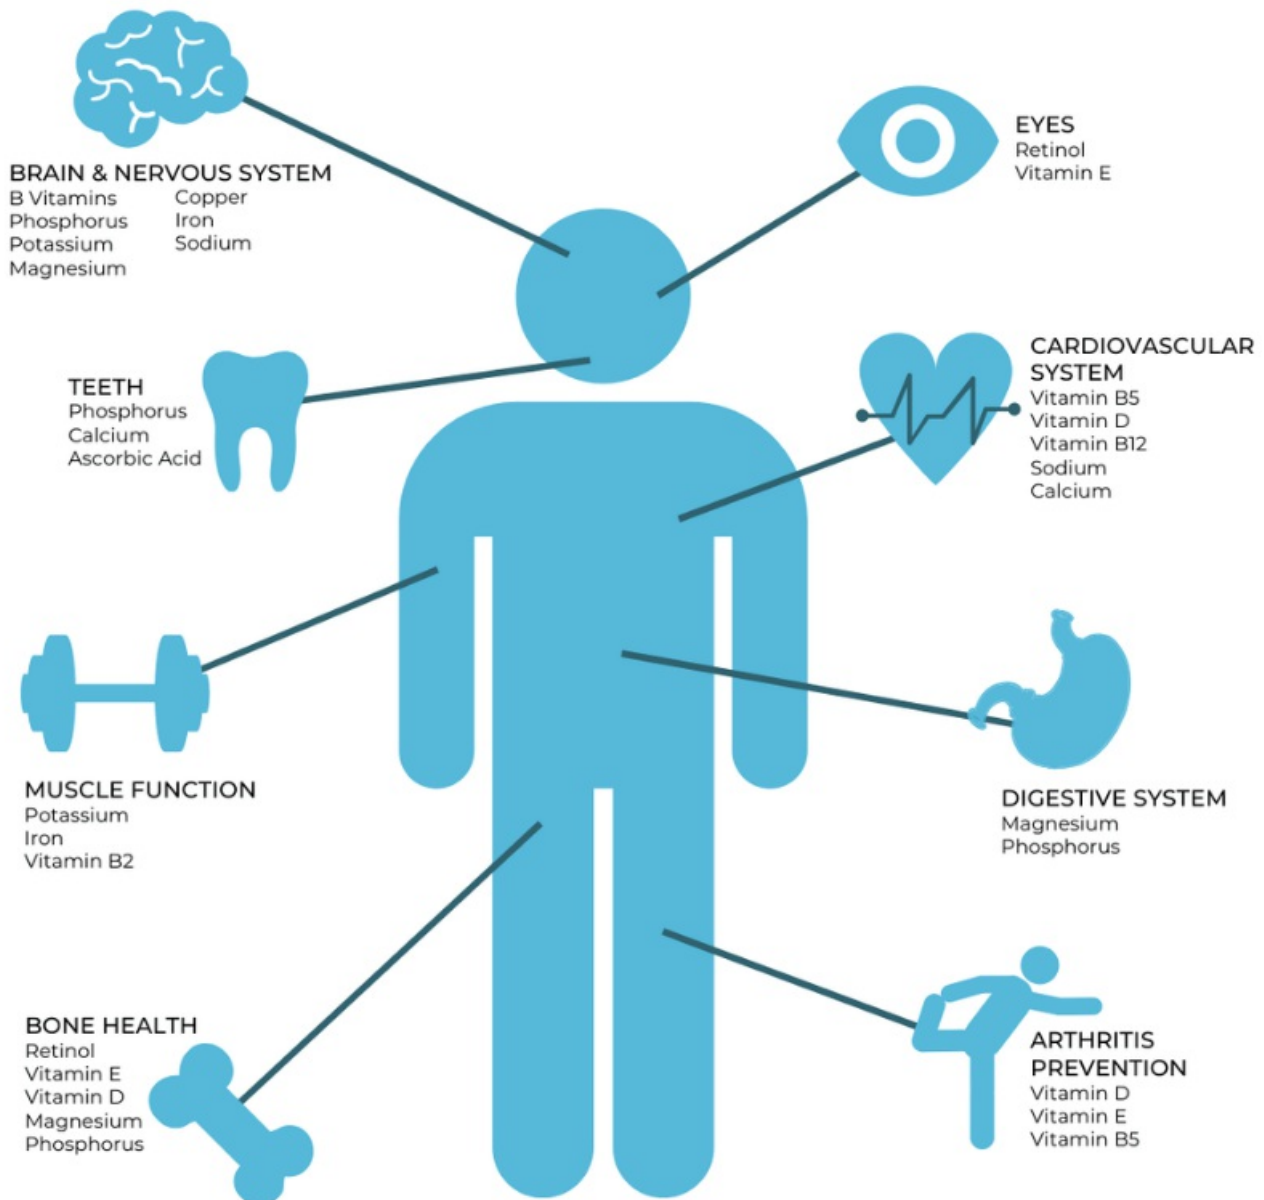 BRAIN & NERVOUS SYSTEM
B Vitamins
Phosphorus
Potassium
Magnesium
Copper
Iron
Sodium
EYES
Retinol
Vitamin E
TEETH
Phosphorus
Calcium
Ascorbic Acid
CARDIOVASCULAR
SYSTEM
Vitamin B5
Vitamin D
Vitamin B12
Sodium
Calcium
MUSCLE FUNCTION
Potassium
Iron
Vitamin B2
DIGESTIVE SYSTEM
Magnesium
Phosphorus
BONE HEALTH
Retinol
Vitamin E
Vitamin D
Magnesium
Phosphorus
ARTHRITIS
PREVENTION
Vitamin D
Vitamin E
Vitamin B5